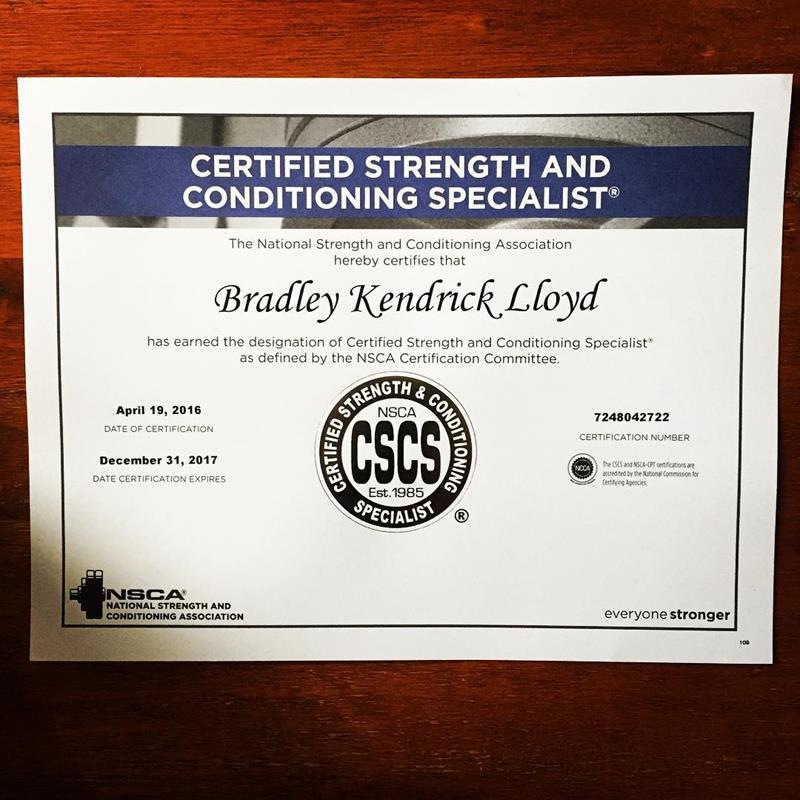 CERTIFIED STRENGTH AND
CONDITIONING SPECIALIST®
The National Strength and Conditioning Association
hereby certifies that
Bradley Kendrick Lloyd
has earned the designation of Certified Strength and Conditioning Specialist®
as defined by the NSCA Certification Committee.
April 19, 2016
DATE OF CERTIFICATION
December 31, 2017
DATE CERTIFICATION EXPIRES
CERTIFIED STRENGTH & CONDITIONING
NSCA
CSCS
Est. 1985
SPECIALIST
®
7248042722
CERTIFICATION NUMBER
NCCA
The CSCS and NSCA-CPT certifications are
accredited by the National Commission for
Certifying Agencies.
NSCA®
NATIONAL STRENGTH AND
CONDITIONING ASSOCIATION
everyone stronger
108